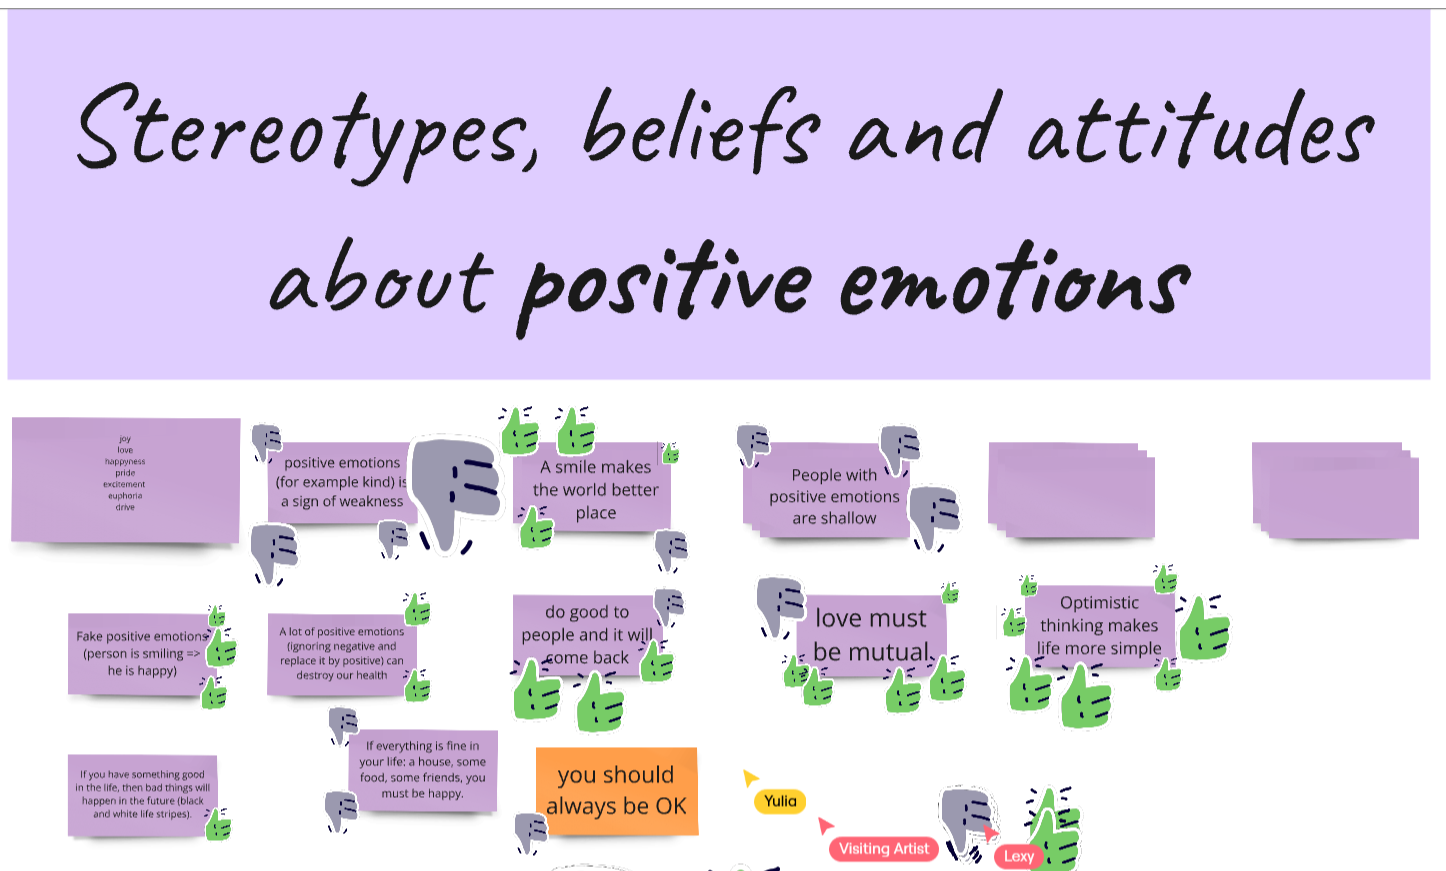 Stereotypes, beliefs and attitudes
about positive emotions
joy
love
happyness
pride
excitement
euphoria
drive
positive emotions
(for example kind) is
a sign of weakness
A smile makes
the world better
place
People with
positive emotions
are shallow
Fake positive emotions
(person is smiling =>
he is happy)
A lot of positive emotions
(ignoring negative and
replace it by positive) can
destroy our health
do good to
people and it will
come back
love must
be mutual.
Optimistic
thinking makes
life more simple
If you have something good
in the life, then bad things will
happen in the future (black
and white life stripes).
If everything is fine in
your life: a house, some
food, some friends, you
must be happy.
you should
always be OK
Yulia
Visiting Artist
Lexy